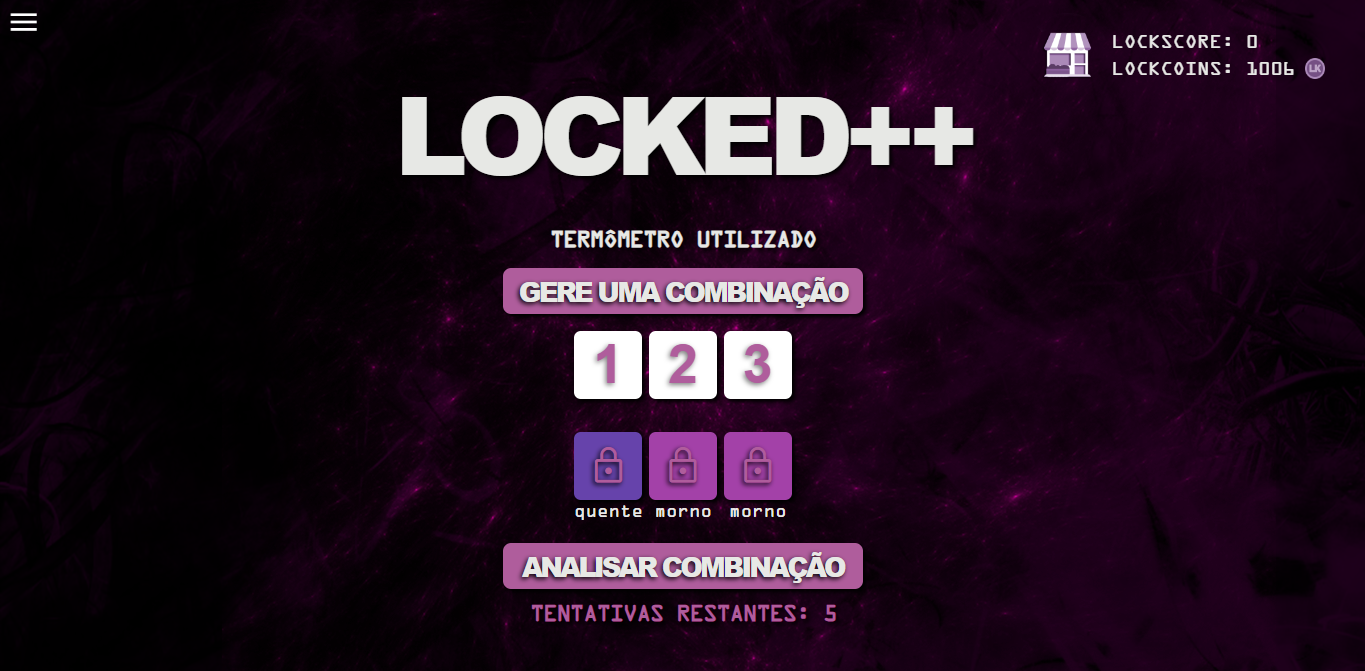 LOCKSCORE: 0
LOCKCOINS: 1006 LK
LOCKED++
TERMÔMETRO UTILIZADO
GERE UMA COMBINAÇÃO
1 2 3
quente morno morno
ANALISAR COMBINAÇÃO
TENTATIVAS RESTANTES: 5